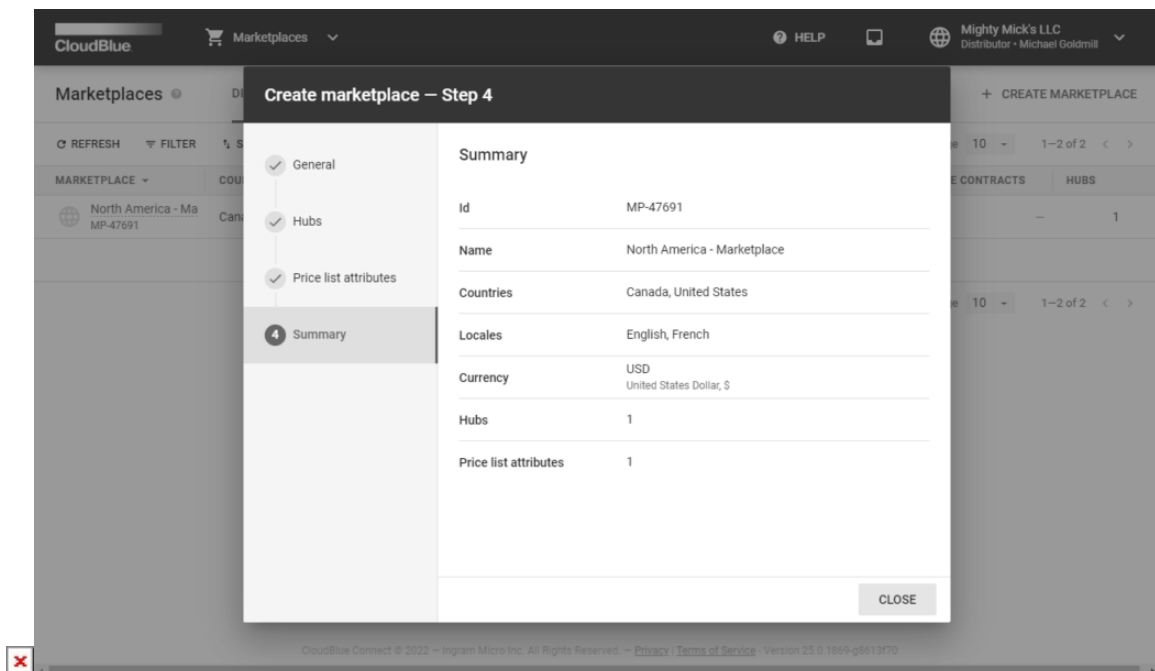 CloudBlue Marketplaces HELP Mighty Mick's LLC
Distributor • Michael Goldmill
Marketplaces DI + CREATE MARKETPLACE
REFRESH FILTER S e 10 1–2 of 2
MARKETPLACE COU E CONTRACTS HUBS
North America - Ma Cana – 1
MP-47691
e 10 1–2 of 2
Create marketplace — Step 4
General
Hubs
Price list attributes
4 Summary
Summary
Id MP-47691
Name North America - Marketplace
Countries Canada, United States
Locales English, French
Currency USD
United States Dollar, $
Hubs 1
Price list attributes 1
CLOSE
CloudBlue Connect © 2022 — Ingram Micro Inc. All Rights Reserved. — Privacy | Terms of Service - Version 25.0.1869-g8613f70